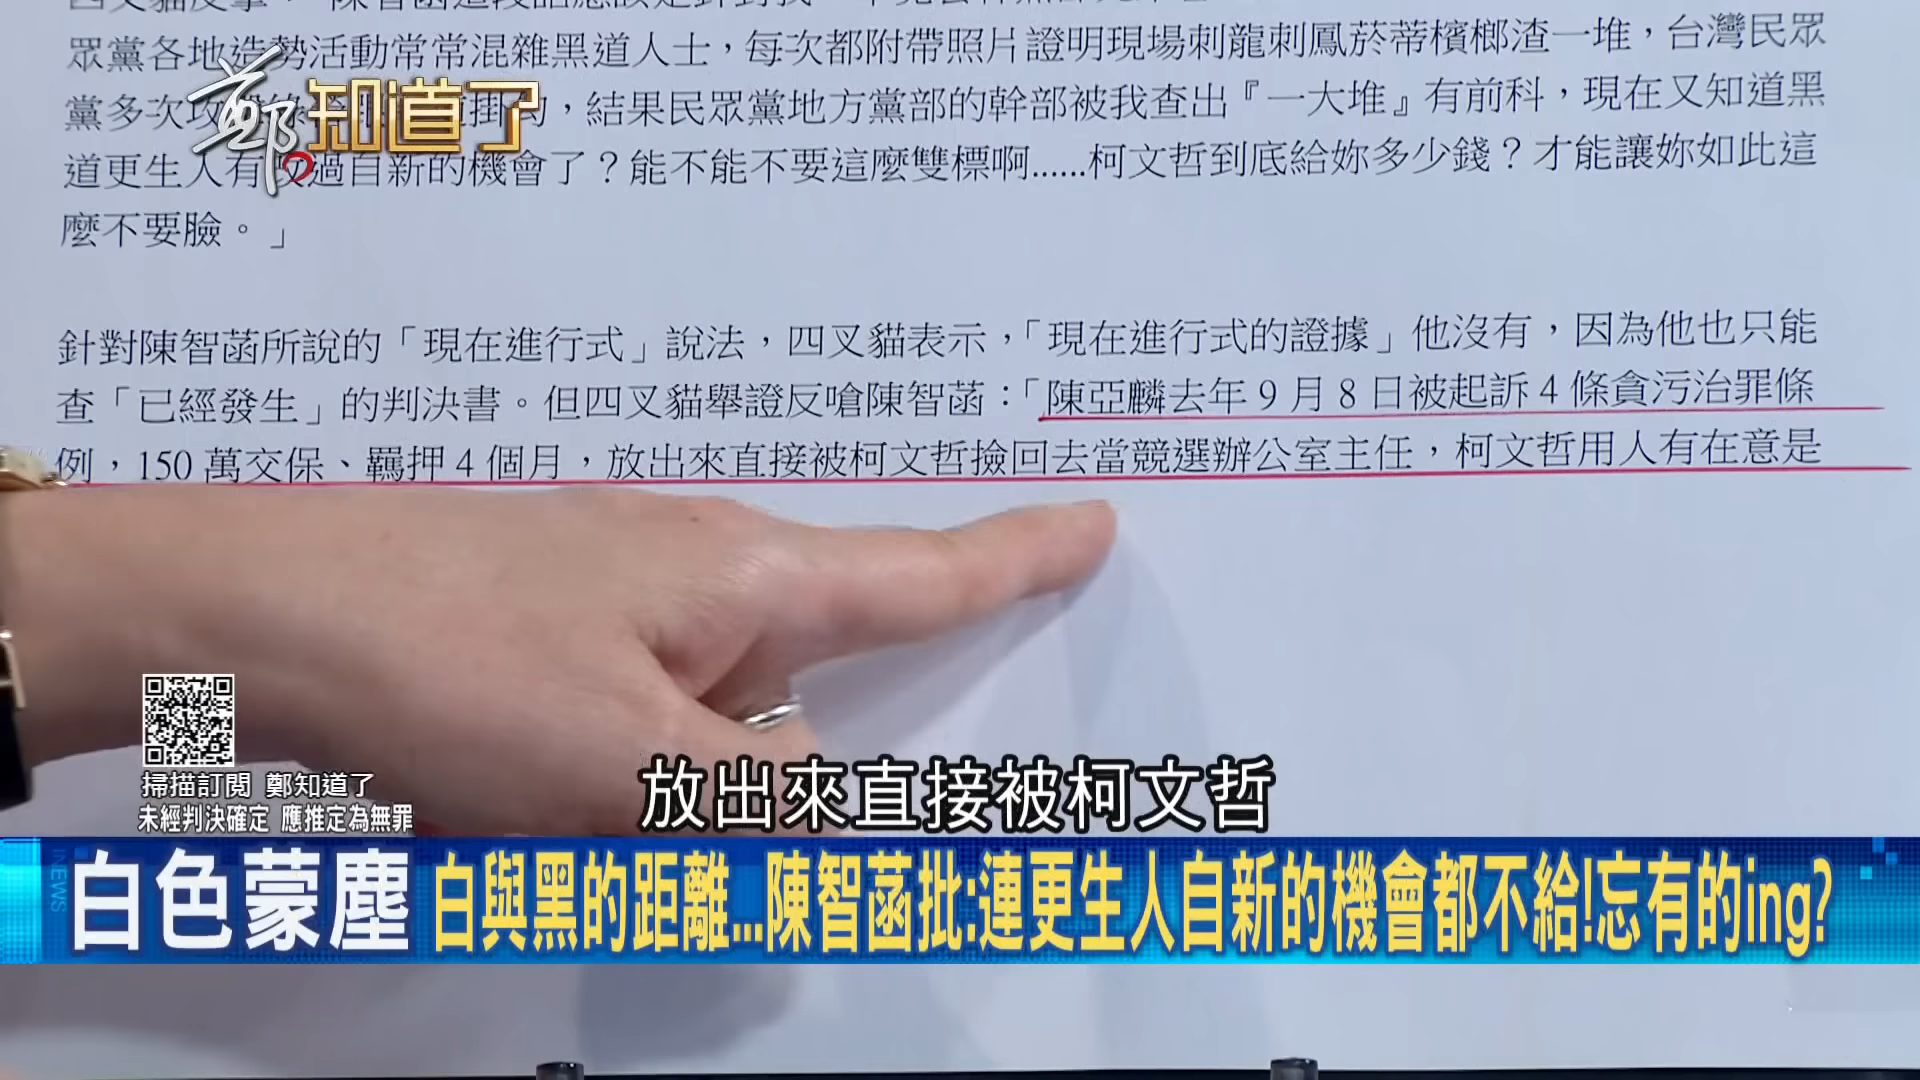 眾黨各地造勢活動常常混雜黑道人士，每次都附帶照片證明現場刺龍刺鳳菸蒂檳榔渣一堆，台灣民眾
鄭知道了
黨多次攻掛勾，結果民眾黨地方黨部的幹部被我查出『一大堆』有前科，現在又知道黑
道更生人有改過自新的機會了？能不能不要這麼雙標啊......柯文哲到底給妳多少錢？才能讓妳如此這
麼不要臉。」
針對陳智菡所說的「現在進行式」說法，四叉貓表示，「現在進行式的證據」他沒有，因為他也只能
查「已經發生」的判決書。但四叉貓舉證反嗆陳智菡：「陳亞麟去年9月8日被起訴4條貪污治罪條
例，150萬交保、羈押4個月，放出來直接被柯文哲撿回去當競選辦公室主任，柯文哲用人有在意是
掃描訂閱 鄭知道了
未經判決確定 應推定為無罪
放出來直接被柯文哲
NEWS
白色蒙塵
白與黑的距離...陳智菡批:連更生人自新的機會都不給!忘有的ing?